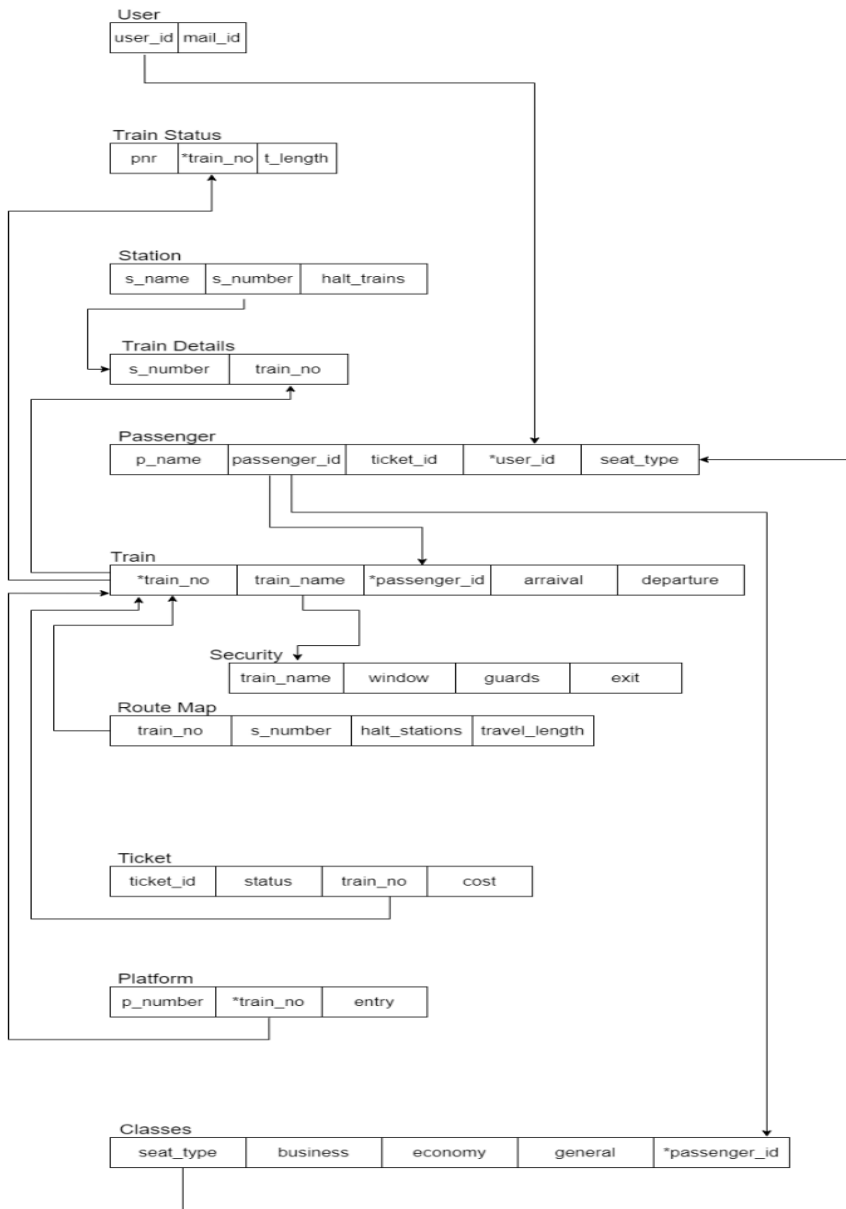 User
user_id mail_id
Train Status
pnr *train_no t_length
Station
s_name s_number halt_trains
Train Details
s_number train_no
Passenger
p_name passenger_id ticket_id *user_id seat_type
Train
*train_no train_name *passenger_id arraival departure
Security
train_name window guards exit
Route Map
train_no s_number halt_stations travel_length
Ticket
ticket_id status train_no cost
Platform
p_number *train_no entry
Classes
seat_type business economy general *passenger_id